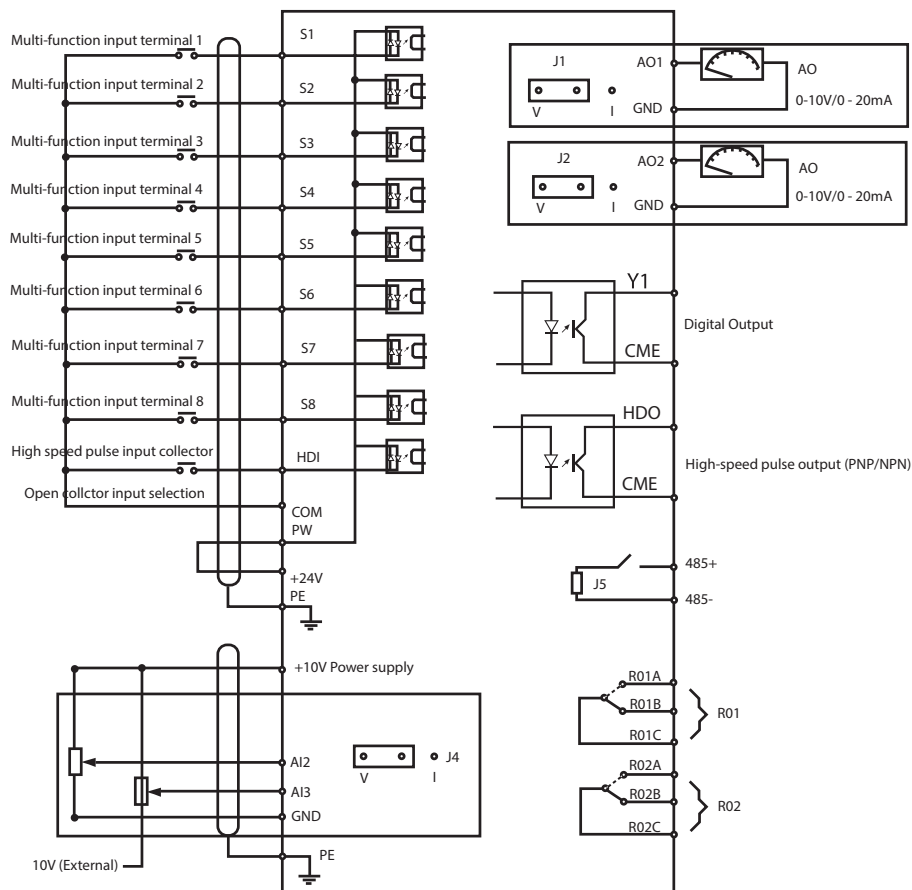 Multi-function input terminal 1
S1
Multi-function input terminal 2
S2
Multi-function input terminal 3
S3
Multi-function input terminal 4
S4
Multi-function input terminal 5
S5
Multi-function input terminal 6
S6
Multi-function input terminal 7
S7
Multi-function input terminal 8
S8
High speed pulse input collector
HDI
Open collctor input selection
COM
PW
+24V
PE
+10V Power supply
AI2
AI3
GND
V
I
J4
10V (External)
PE
J1
V
I
AO1
GND
AO
0-10V/0 - 20mA
J2
V
I
AO2
GND
AO
0-10V/0 - 20mA
Y1
CME
Digital Output
HDO
CME
High-speed pulse output (PNP/NPN)
J5
485+
485-
R01A
R01B
R01C
R01
R02A
R02B
R02C
R02